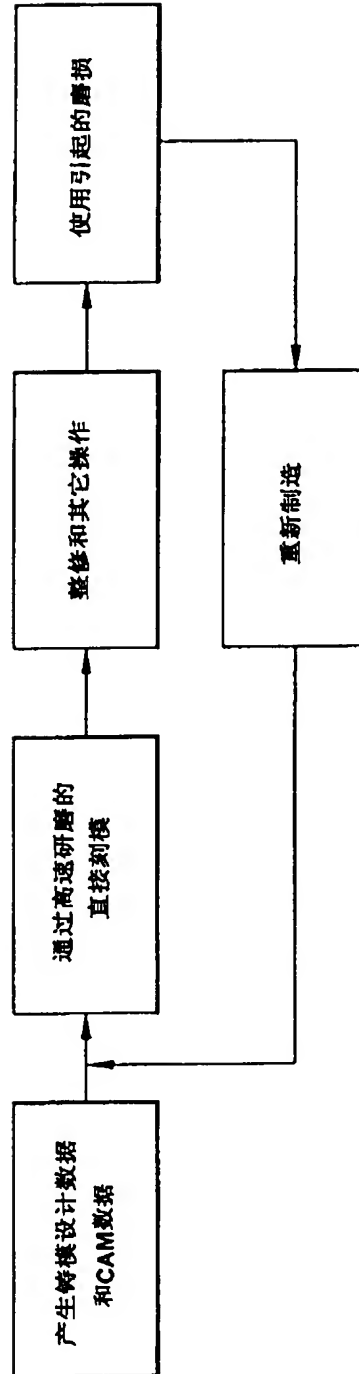 产生铸模设计数据
和CAM数据
通过高速研磨的
直接刻模
整修和其它操作
使用引起的磨损
重新制造